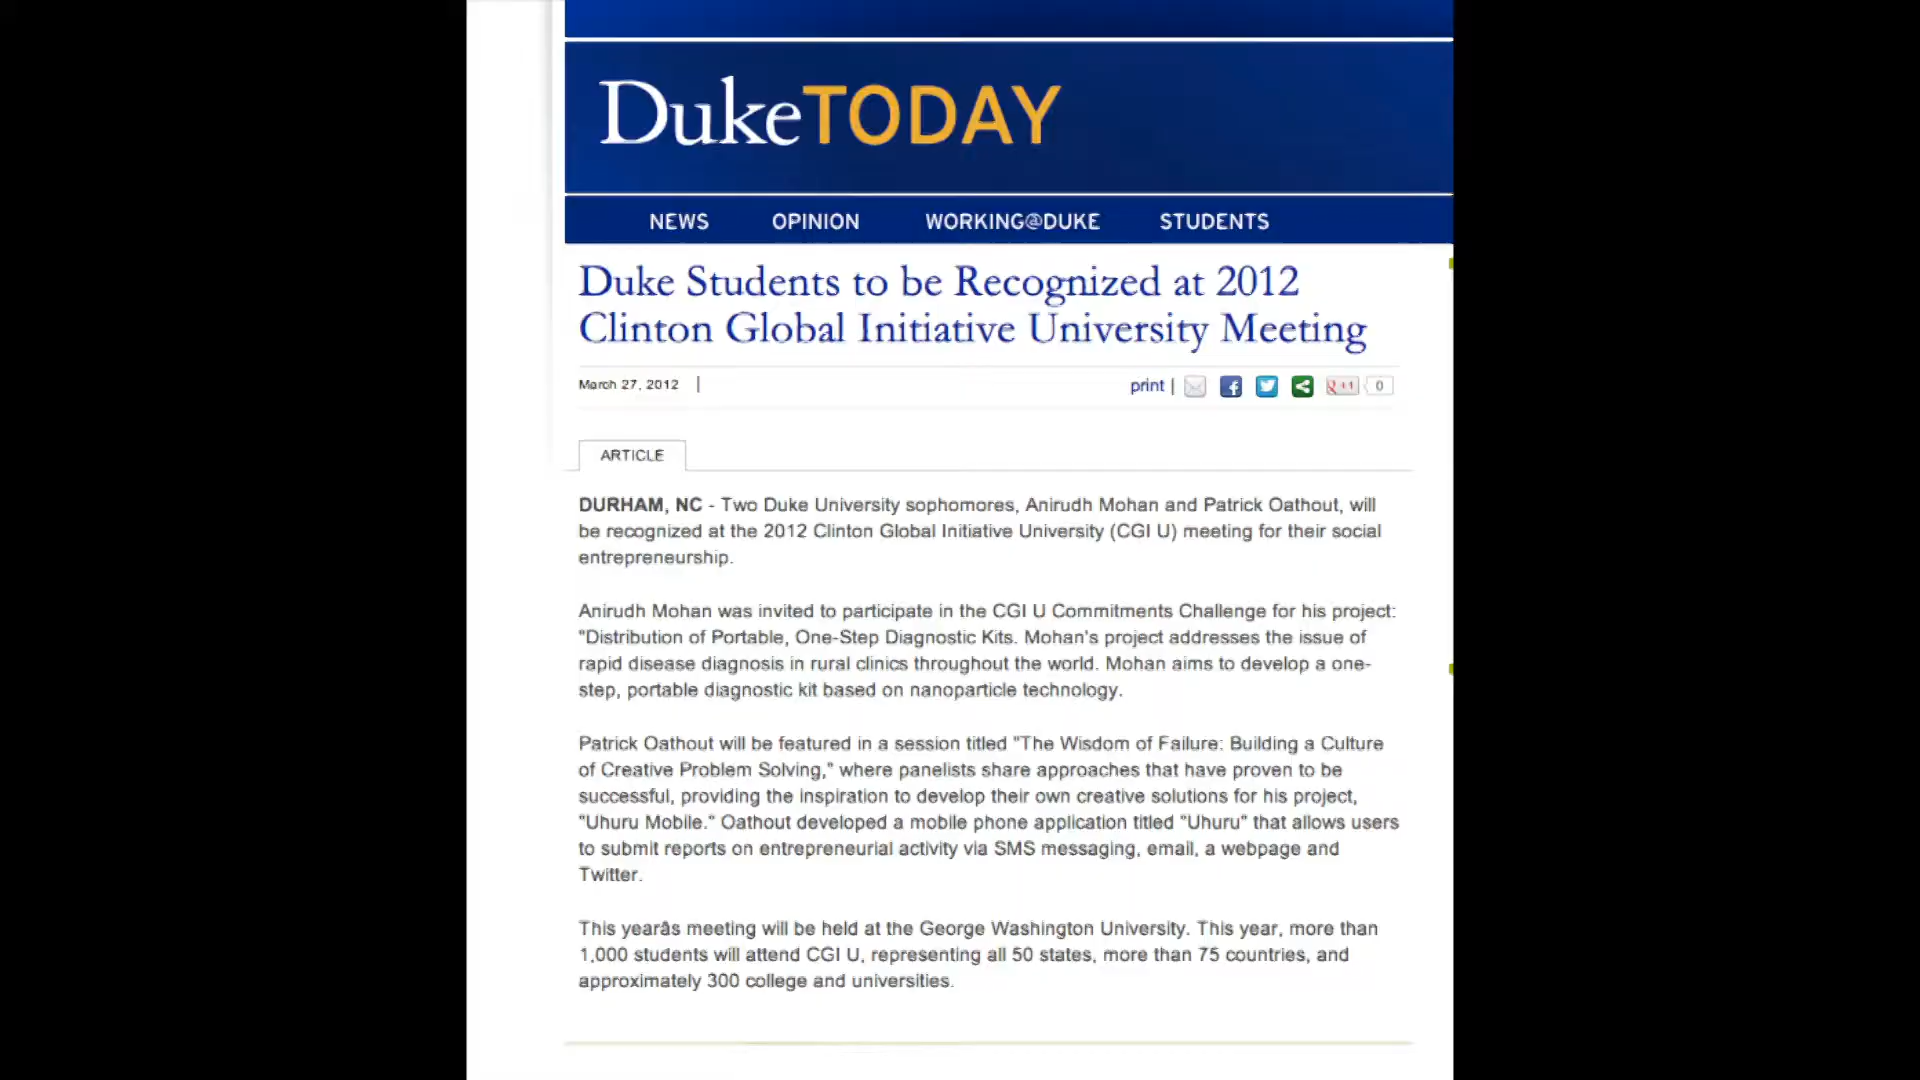 DukeTODAY
NEWS OPINION WORKING@DUKE STUDENTS
Duke Students to be Recognized at 2012
Clinton Global Initiative University Meeting
March 27, 2012 | print | +1 0
ARTICLE
DURHAM, NC - Two Duke University sophomores, Anirudh Mohan and Patrick Oathout, will
be recognized at the 2012 Clinton Global Initiative University (CGI U) meeting for their social
entrepreneurship.
Anirudh Mohan was invited to participate in the CGI U Commitments Challenge for his project:
"Distribution of Portable, One-Step Diagnostic Kits. Mohan's project addresses the issue of
rapid disease diagnosis in rural clinics throughout the world. Mohan aims to develop a one-
step, portable diagnostic kit based on nanoparticle technology.
Patrick Oathout will be featured in a session titled "The Wisdom of Failure: Building a Culture
of Creative Problem Solving," where panelists share approaches that have proven to be
successful, providing the inspiration to develop their own creative solutions for his project,
"Uhuru Mobile." Oathout developed a mobile phone application titled "Uhuru" that allows users
to submit reports on entrepreneurial activity via SMS messaging, email, a webpage and
Twitter.
This yearâs meeting will be held at the George Washington University. This year, more than
1,000 students will attend CGI U, representing all 50 states, more than 75 countries, and
approximately 300 college and universities.